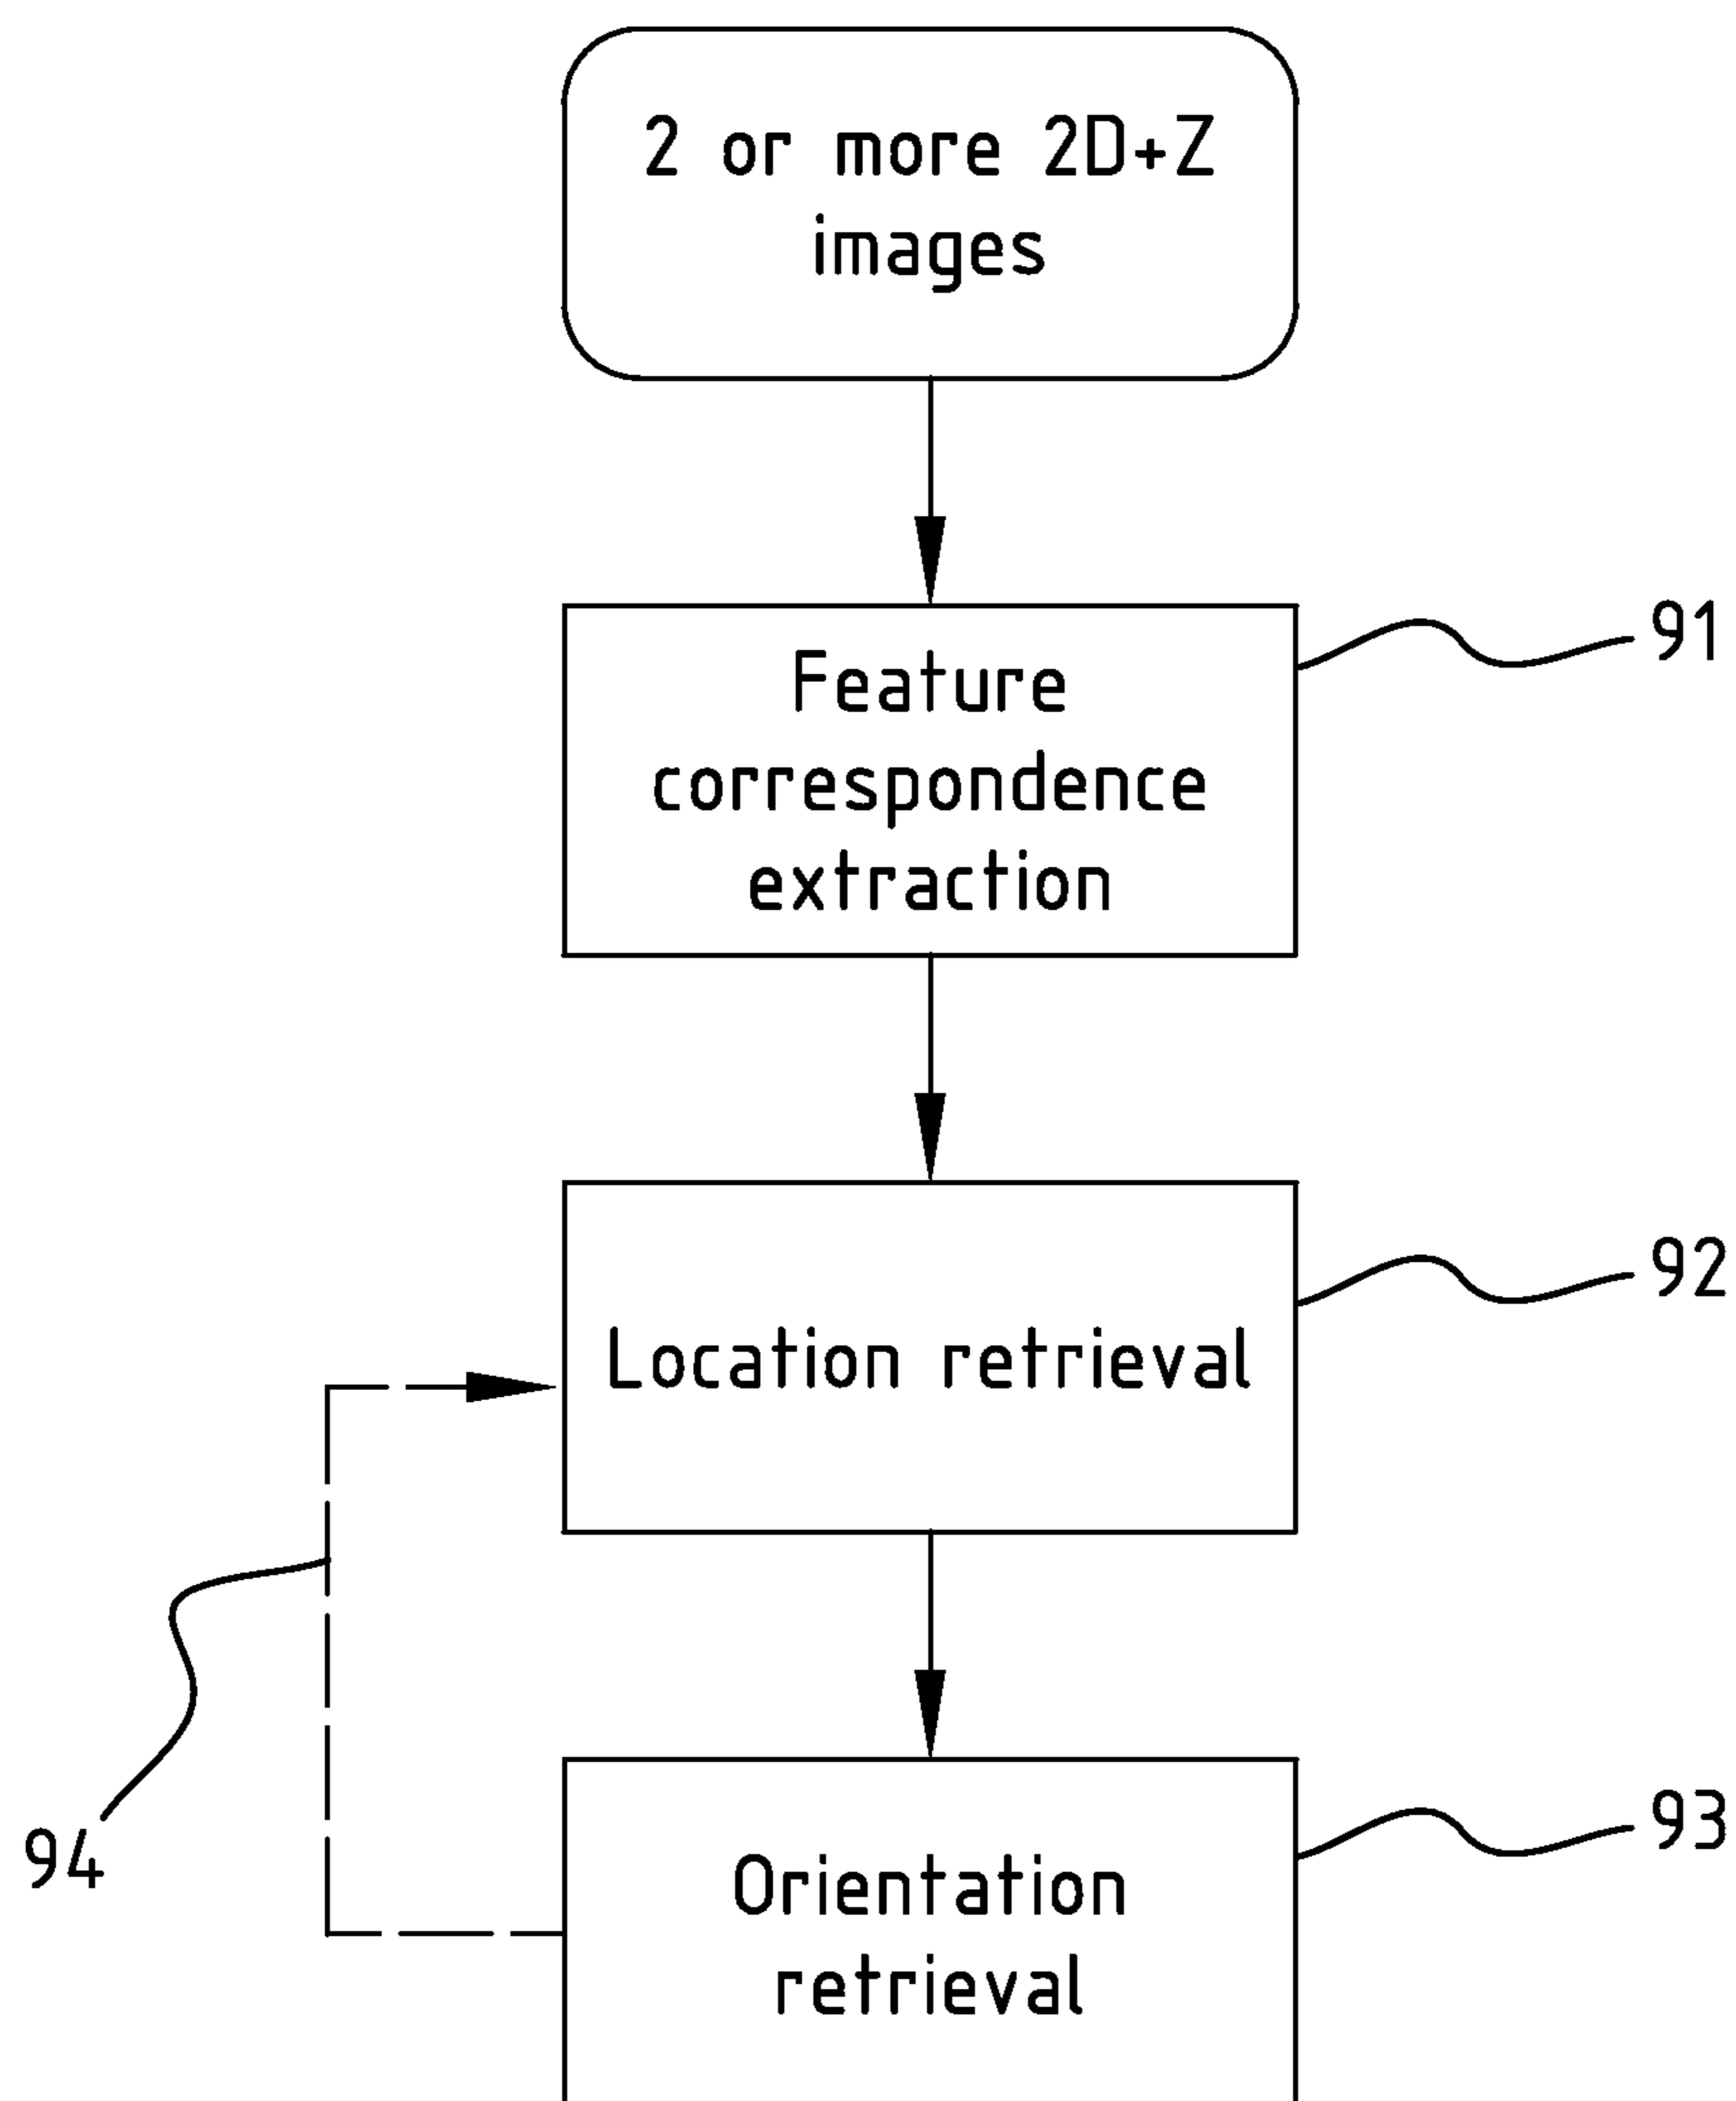 2 or more 2D+Z
images
91
Feature
correspondence
extraction
92
Location retrieval
93
94
Orientation
retrieval